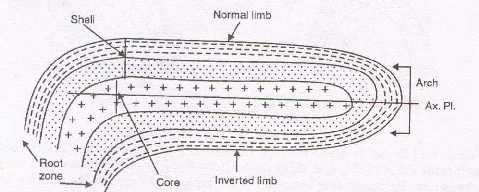 Normal limb
Shell
Arch
Ax. Pl.
Root
zone
Core
Inverted limb